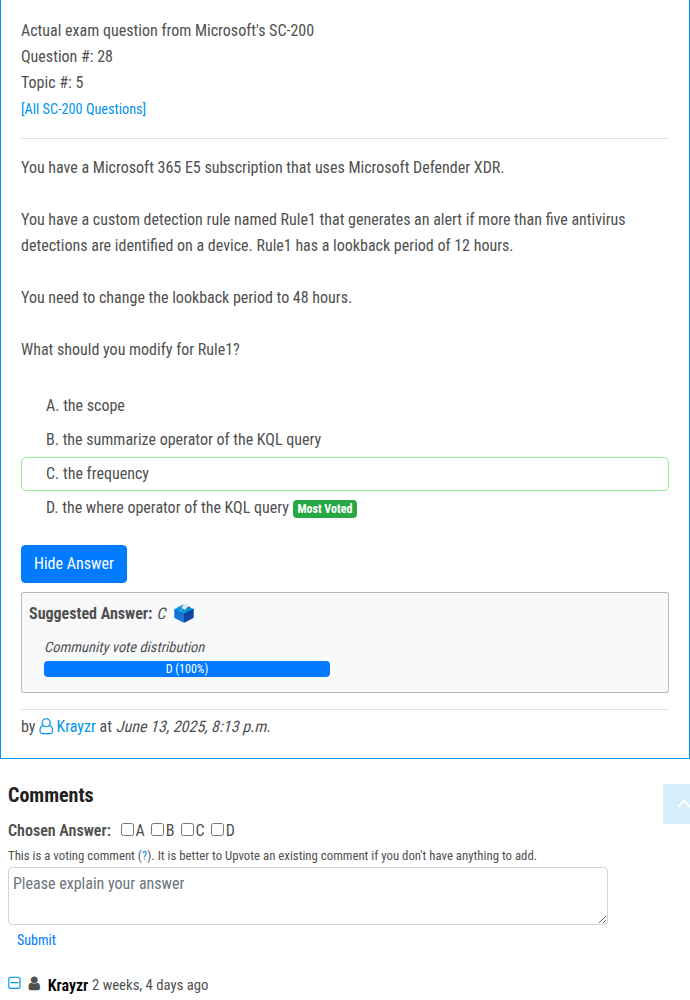 Actual exam question from Microsoft's SC-200
Question #: 28
Topic #: 5
[All SC-200 Questions]
You have a Microsoft 365 E5 subscription that uses Microsoft Defender XDR.
You have a custom detection rule named Rule1 that generates an alert if more than five antivirus
detections are identified on a device. Rule1 has a lookback period of 12 hours.
You need to change the lookback period to 48 hours.
What should you modify for Rule1?
A. the scope
B. the summarize operator of the KQL query
C. the frequency
D. the where operator of the KQL query Most Voted
Hide Answer
Suggested Answer: C
Community vote distribution
D (100%)
by Krayzr at June 13, 2025, 8:13 p.m.
Comments
Chosen Answer: A B C D
This is a voting comment (?). It is better to Upvote an existing comment if you don't have anything to add.
Please explain your answer
Submit
Krayzr 2 weeks, 4 days ago